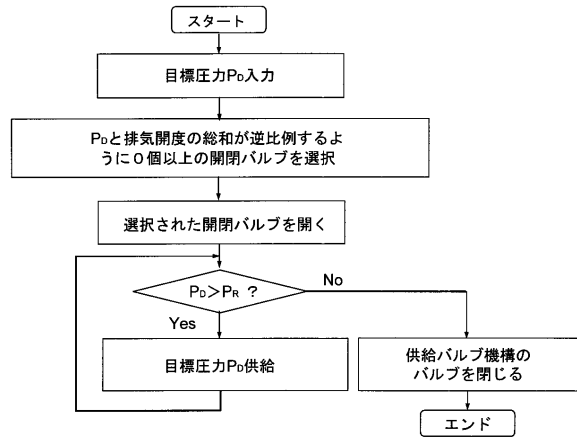 スタート
目標圧力PD入力
PDと排気開度の総和が逆比例するよ
うに0個以上の開閉バルブを選択
選択された開閉バルブを開く
PD>PR ?
No
Yes
目標圧力PD供給
供給バルブ機構の
バルブを閉じる
エンド